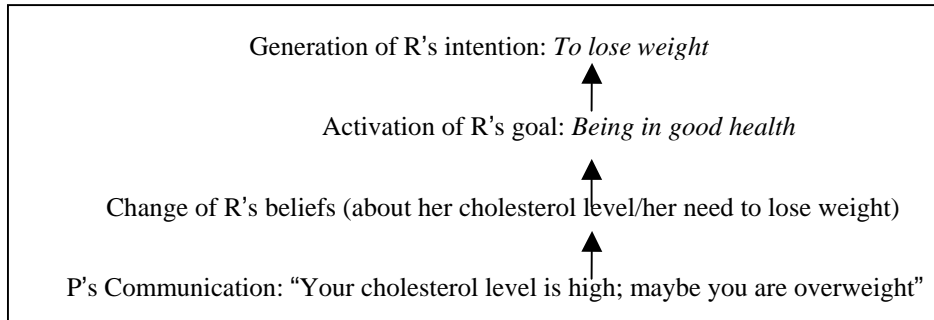 Generation of R's intention: To lose weight
Activation of R's goal: Being in good health
Change of R's beliefs (about her cholesterol level/her need to lose weight)
P's Communication: “Your cholesterol level is high; maybe you are overweight”